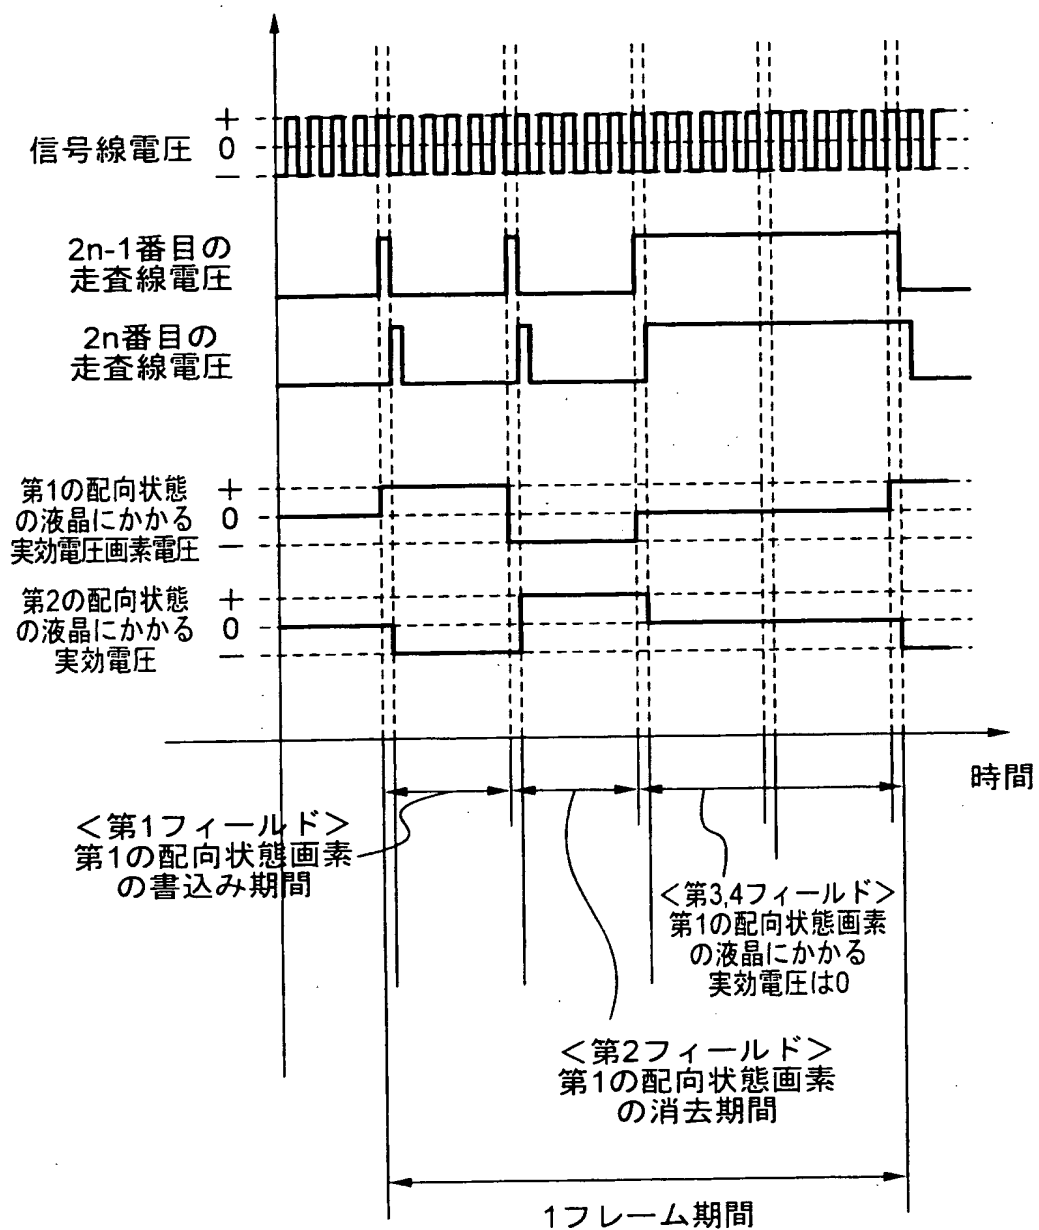 +
信号線電圧 0
−
2n-1番目の
走査線電圧
2n番目の
走査線電圧
第1の配向状態 +
の液晶にかかる 0
実効電圧画素電圧 −
第2の配向状態 +
の液晶にかかる 0
実効電圧 −
時間
<第1フィールド>
第1の配向状態画素
の書込み期間
<第3,4フィールド>
第1の配向状態画素
の液晶にかかる
実効電圧は0
<第2フィールド>
第1の配向状態画素
の消去期間
1フレーム期間